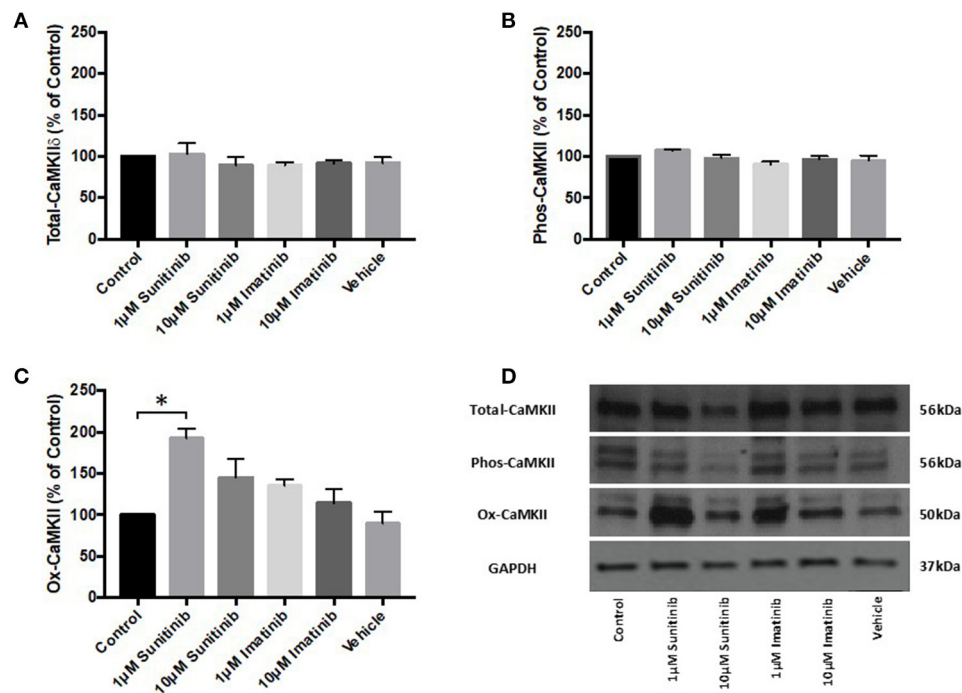 A
Total-CaMKIIδ (% of Control)
250
200
150
100
50
0
Control
1µM Sunitinib
10µM Sunitinib
1µM Imatinib
10µM Imatinib
Vehicle
B
Phos-CaMKII (% of Control)
250
200
150
100
50
0
Control
1µM Sunitinib
10µM Sunitinib
1µM Imatinib
10µM Imatinib
Vehicle
C
Ox-CaMKII (% of Control)
250
200
150
100
50
0
*
Control
1µM Sunitinib
10µM Sunitinib
1µM Imatinib
10µM Imatinib
Vehicle
D
Total-CaMKII 56kDa
Phos-CaMKII 56kDa
Ox-CaMKII 50kDa
GAPDH 37kDa
Control
1µM Sunitinib
10µM Sunitinib
1µM Imatinib
10µM Imatinib
Vehicle